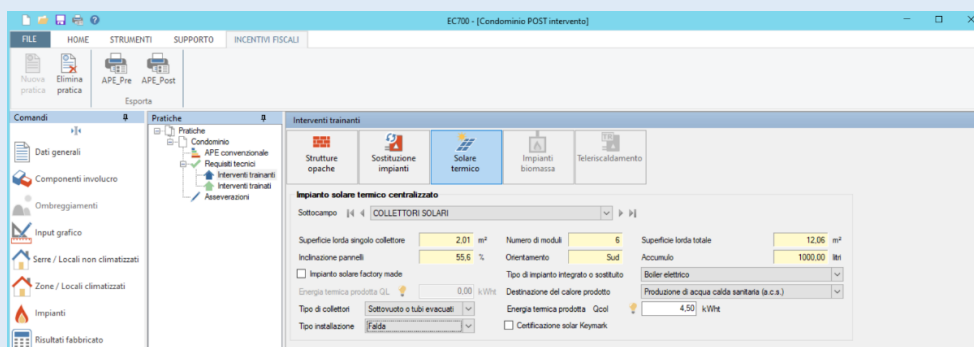 EC700 - [Condominio POST intervento]
FILE HOME STRUMENTI SUPPORTO INCENTIVI FISCALI
Nuova pratica
Elimina pratica
APE_Pre
APE_Post
Esporta
Comandi
Dati generali
Componenti involucro
Ombreggiamenti
Input grafico
Serre / Locali non climatizzati
Zone / Locali climatizzati
Impianti
Risultati fabbricato
Pratiche
Pratiche
Condominio
APE convenzionale
Requisiti tecnici
Interventi trainanti
Interventi trainati
Asseverazioni
Interventi trainanti
Strutture opache
Sostituzione impianti
Solare termico
Impianti biomassa
Teleriscaldamento
Impianto solare termico centralizzato
Sottocampo COLLETTORI SOLARI
Superficie lorda singolo collettore 2,01 m² Numero di moduli 6 Superficie lorda totale 12,06 m²
Inclinazione pannelli 55,6 % Orientamento Sud Accumulo 1000,00 litri
Impianto solare factory made Tipo di impianto integrato o sostituito Boiler elettrico
Energia termica prodotta QL 0,00 kWht Destinazione del calore prodotto Produzione di acqua calda sanitaria (a.c.s.)
Tipo di collettori Sottovuoto o tubi evacuati Energia termica prodotta Qcol 4,50 kWht
Tipo installazione Falda Certificazione solar Keymark